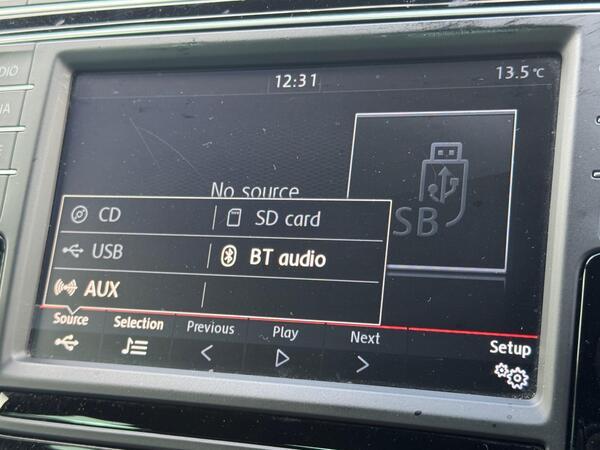 12:31
13.5°C
No source
SB
CD
SD card
USB
BT audio
AUX
Source
Selection
Previous
Play
Next
Setup